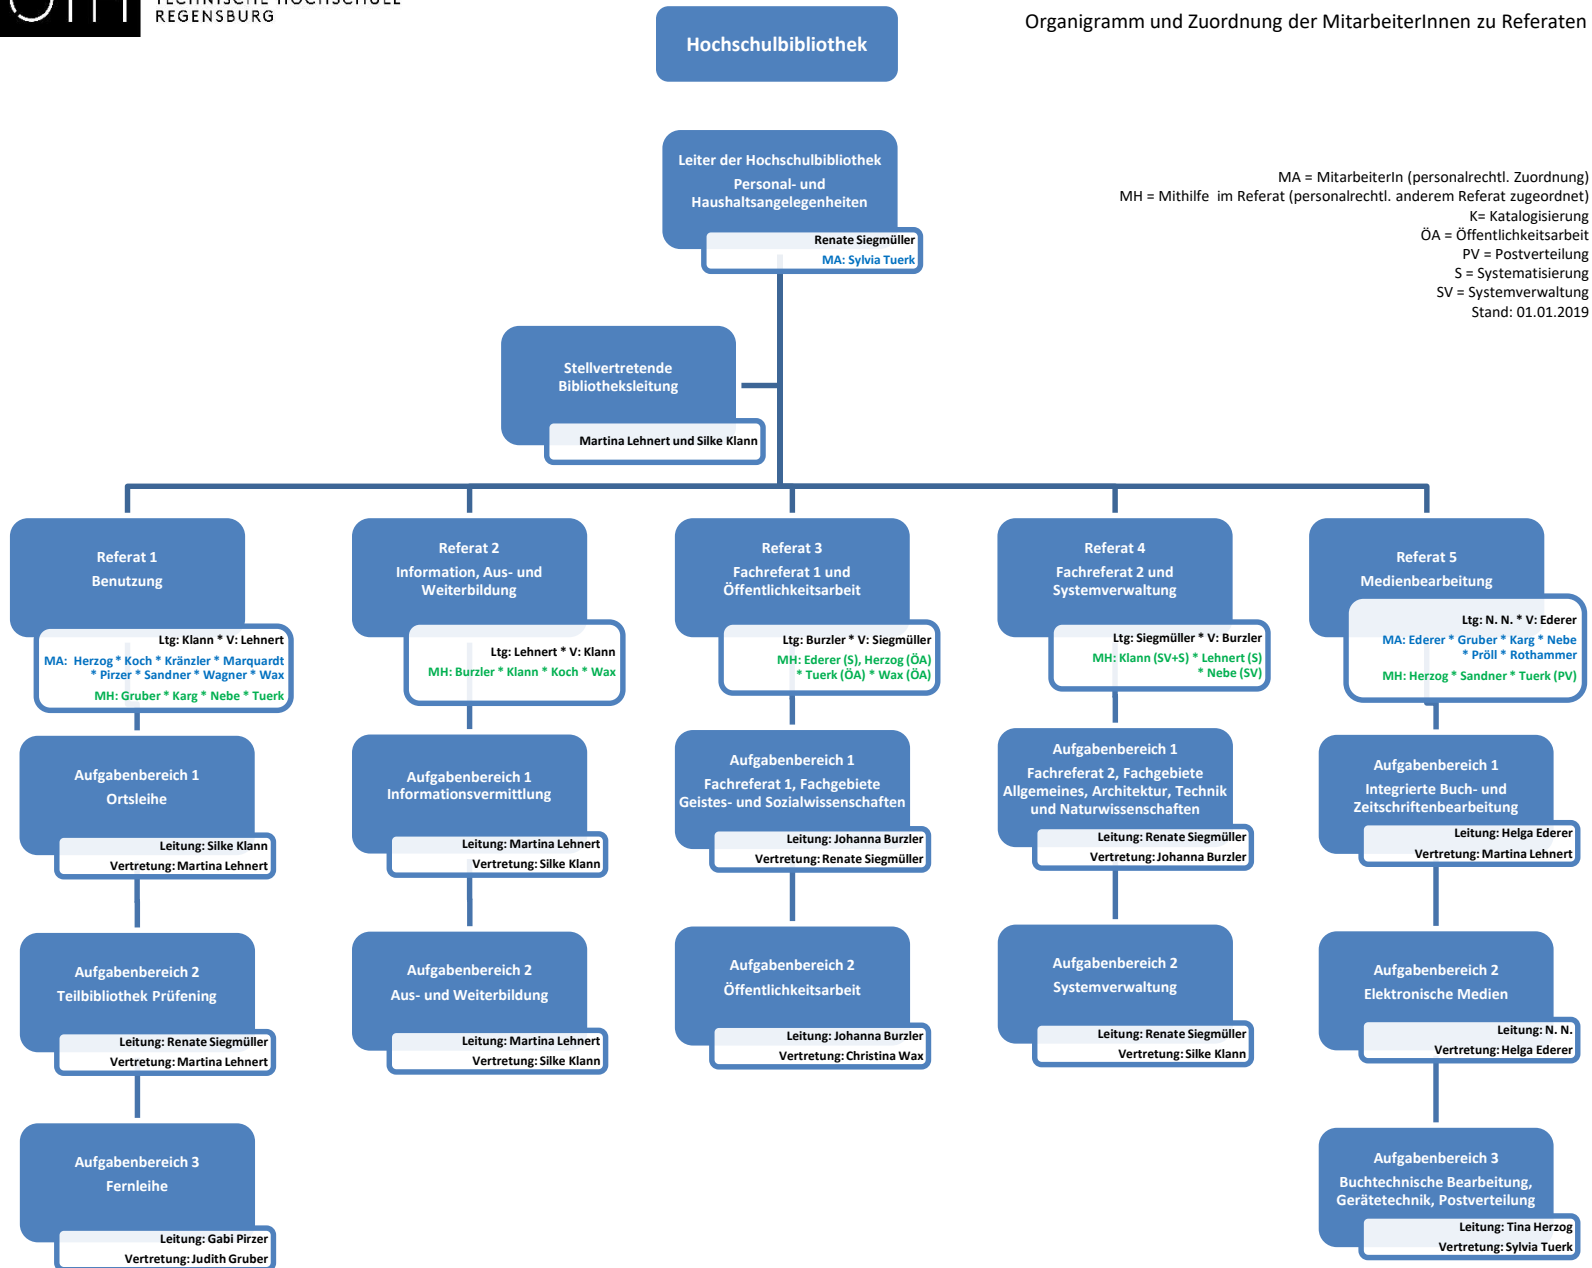 TECHNISCHE HOCHSCHULE
REGENSBURG
Organigramm und Zuordnung der MitarbeiterInnen zu Referaten
Hochschulbibliothek
Leiter der Hochschulbibliothek
Personal- und
Haushaltsangelegenheiten
Renate Siegmüller
MA: Sylvia Tuerk
MA = MitarbeiterIn (personalrechtl. Zuordnung)
MH = Mithilfe im Referat (personalrechtl. anderem Referat zugeordnet)
K= Katalogisierung
ÖA = Öffentlichkeitsarbeit
PV = Postverteilung
S = Systematisierung
SV = Systemverwaltung
Stand: 01.01.2019
Stellvertretende
Bibliotheksleitung
Martina Lehnert und Silke Klann
Referat 1
Benutzung
Ltg: Klann * V: Lehnert
MA: Herzog * Koch * Kränzler * Marquardt
* Pirzer * Sandner * Wagner * Wax
MH: Gruber * Karg * Nebe * Tuerk
Aufgabenbereich 1
Ortsleihe
Leitung: Silke Klann
Vertretung: Martina Lehnert
Aufgabenbereich 2
Teilbibliothek Prüfening
Leitung: Renate Siegmüller
Vertretung: Martina Lehnert
Aufgabenbereich 3
Fernleihe
Leitung: Gabi Pirzer
Vertretung: Judith Gruber
Referat 2
Information, Aus- und
Weiterbildung
Ltg: Lehnert * V: Klann
MH: Burzler * Klann * Koch * Wax
Aufgabenbereich 1
Informationsvermittlung
Leitung: Martina Lehnert
Vertretung: Silke Klann
Aufgabenbereich 2
Aus- und Weiterbildung
Leitung: Martina Lehnert
Vertretung: Silke Klann
Referat 3
Fachreferat 1 und
Öffentlichkeitsarbeit
Ltg: Burzler * V: Siegmüller
MH: Ederer (S), Herzog (ÖA)
* Tuerk (ÖA) * Wax (ÖA)
Aufgabenbereich 1
Fachreferat 1, Fachgebiete
Geistes- und Sozialwissenschaften
Leitung: Johanna Burzler
Vertretung: Renate Siegmüller
Aufgabenbereich 2
Öffentlichkeitsarbeit
Leitung: Johanna Burzler
Vertretung: Christina Wax
Referat 4
Fachreferat 2 und
Systemverwaltung
Ltg: Siegmüller * V: Burzler
MH: Klann (SV+S) * Lehnert (S)
* Nebe (SV)
Aufgabenbereich 1
Fachreferat 2, Fachgebiete
Allgemeines, Architektur, Technik
und Naturwissenschaften
Leitung: Renate Siegmüller
Vertretung: Johanna Burzler
Aufgabenbereich 2
Systemverwaltung
Leitung: Renate Siegmüller
Vertretung: Silke Klann
Referat 5
Medienbearbeitung
Ltg: N. N. * V: Ederer
MA: Ederer * Gruber * Karg * Nebe
* Pröll * Rothammer
MH: Herzog * Sandner * Tuerk (PV)
Aufgabenbereich 1
Integrierte Buch- und
Zeitschriftenbearbeitung
Leitung: Helga Ederer
Vertretung: Martina Lehnert
Aufgabenbereich 2
Elektronische Medien
Leitung: N. N.
Vertretung: Helga Ederer
Aufgabenbereich 3
Buchtechnische Bearbeitung,
Gerätetechnik, Postverteilung
Leitung: Tina Herzog
Vertretung: Sylvia Tuerk